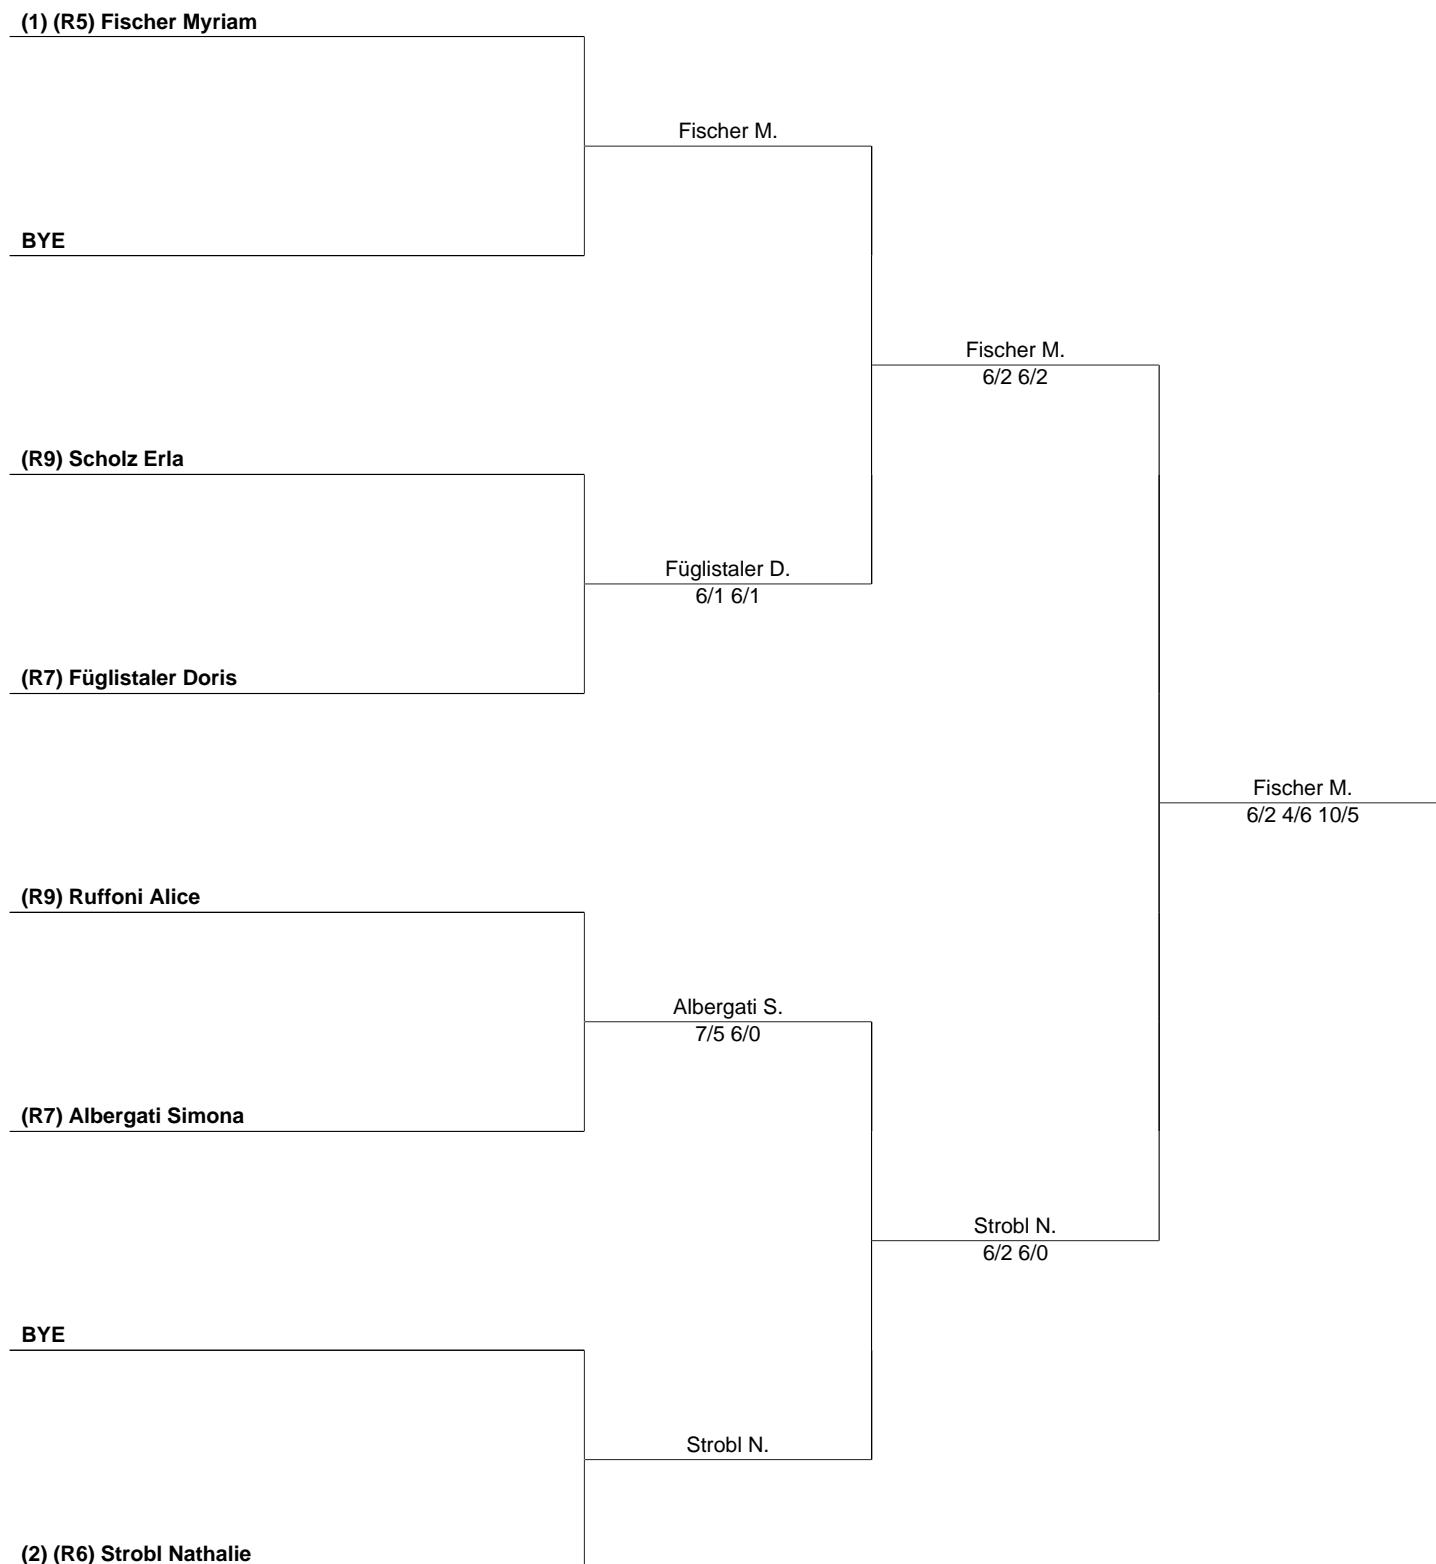 (1) (R5) Fischer Myriam
Fischer M.
BYE
Fischer M.
6/2 6/2
(R9) Scholz Erla
Füglistaler D.
6/1 6/1
(R7) Füglistaler Doris
Fischer M.
6/2 4/6 10/5
(R9) Ruffoni Alice
Albergati S.
7/5 6/0
(R7) Albergati Simona
Strobl N.
6/2 6/0
BYE
Strobl N.
(2) (R6) Strobl Nathalie